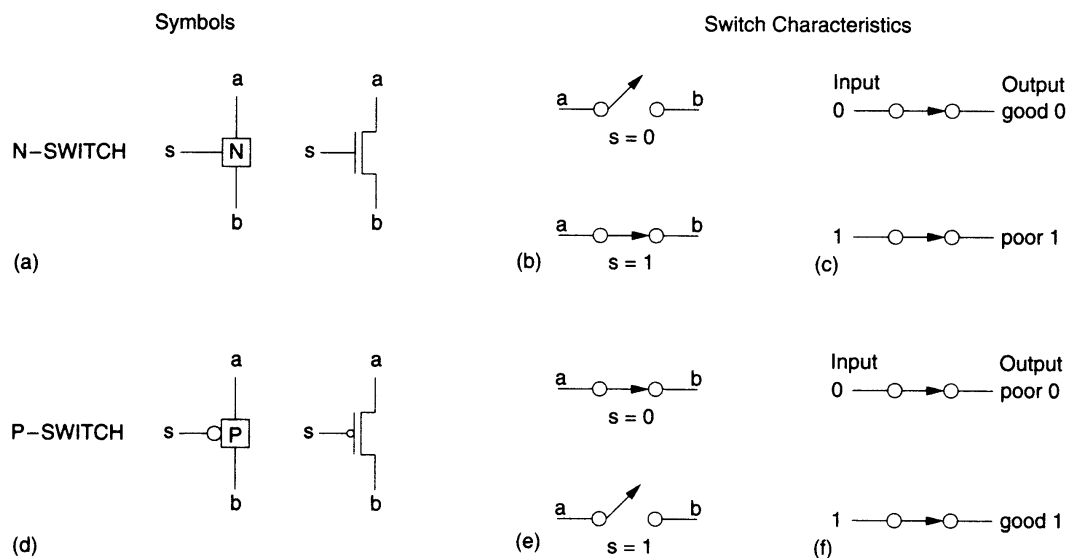 Symbols
Switch Characteristics
a a
N–SWITCH s N s
b b
(a)
a b
s = 0
a b
s = 1
(b)
Input Output
0 good 0
1 poor 1
(c)
a a
P–SWITCH s P s
b b
(d)
a b
s = 0
a b
s = 1
(e)
Input Output
0 poor 0
1 good 1
(f)